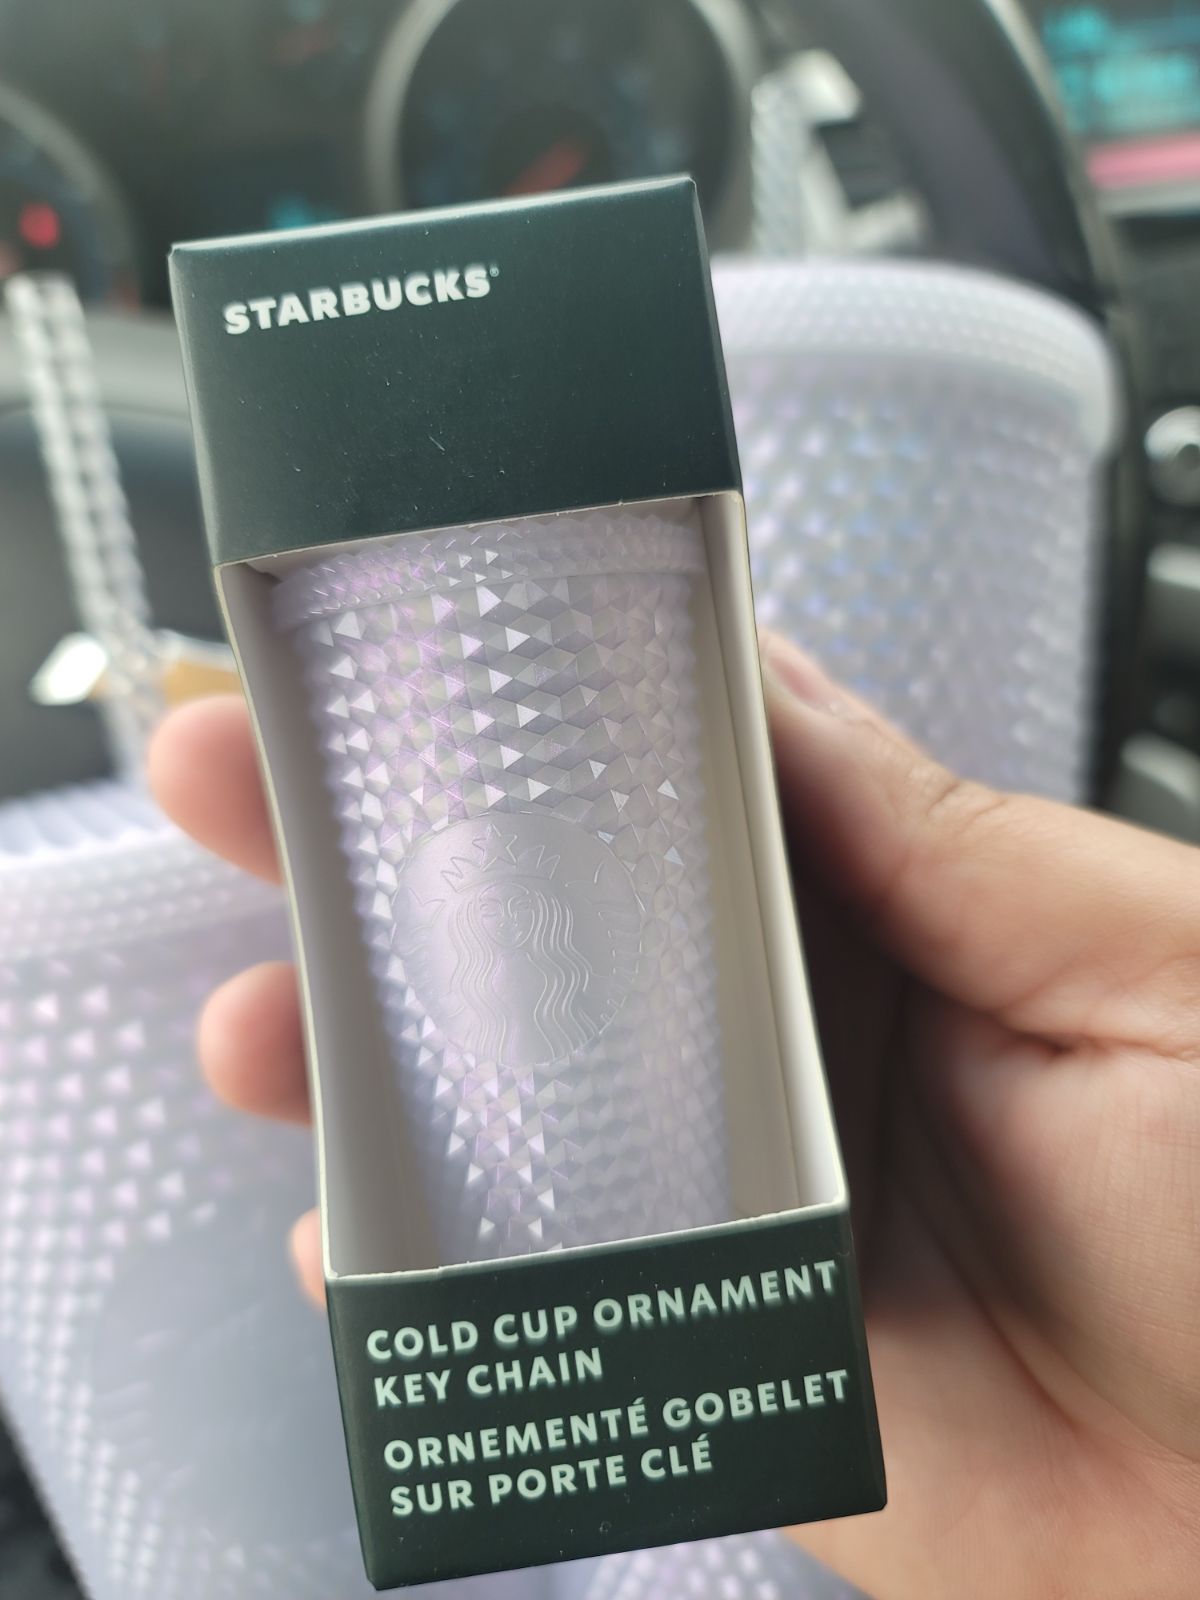 STARBUCKS®
COLD CUP ORNAMENT
KEY CHAIN
ORNEMENTÉ GOBELET
SUR PORTE CLÉ